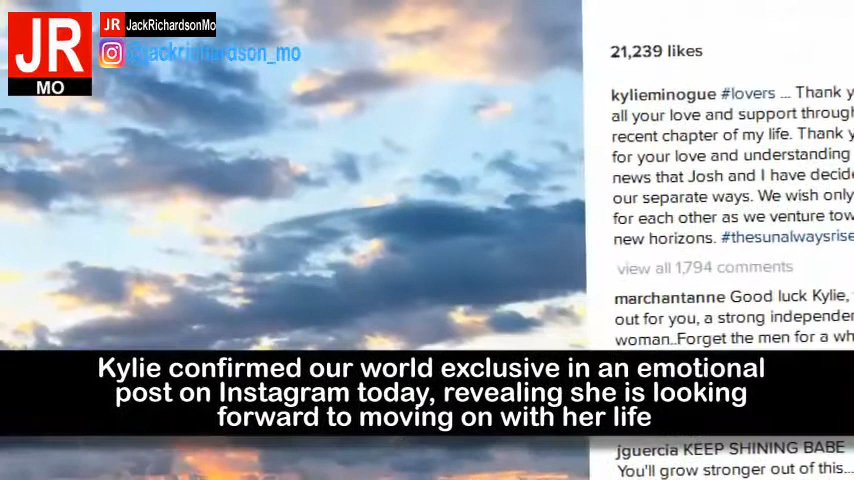 JR
MO
JR JackRichardsonMo
@jackrichardson_mo
21,239 likes
kylieminogue #lovers ... Thank y
all your love and support through
recent chapter of my life. Thank y
for your love and understanding
news that Josh and I have decide
our separate ways. We wish only
for each other as we venture tow
new horizons. #thesunalwaysrise
view all 1,794 comments
marchantanne Good luck Kylie,
out for you, a strong independer
woman..Forget the men for a wh
Kylie confirmed our world exclusive in an emotional
post on Instagram today, revealing she is looking
forward to moving on with her life
jguercia KEEP SHINING BABE
You'll grow stronger out of this...